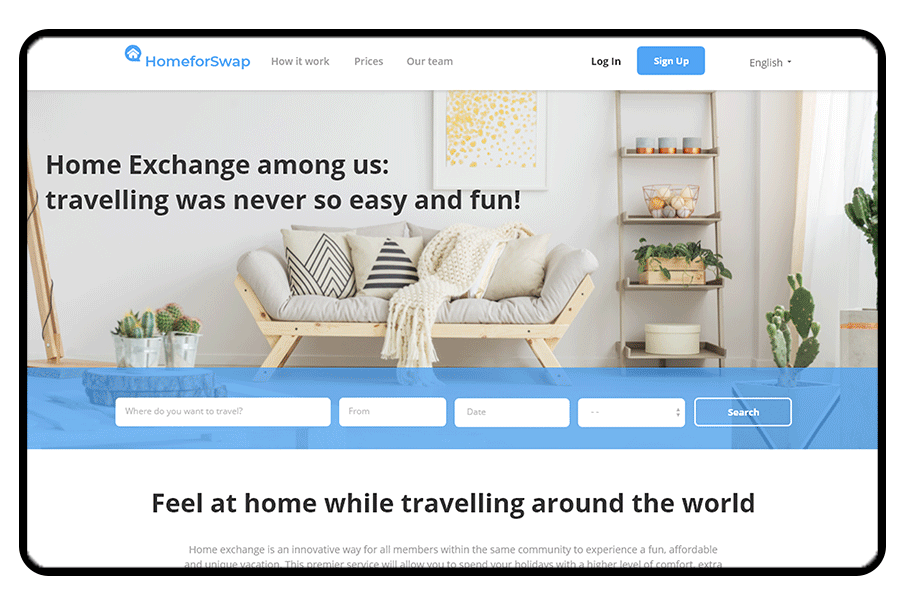 HomeforSwap How it work Prices Our team Log In Sign Up English
Home Exchange among us:
travelling was never so easy and fun!
Where do you want to travel? From Date - - Search
Feel at home while travelling around the world
Home exchange is an innovative way for all members within the same community to experience a fun, affordable
and unique vacation. This premier service will allow you to spend your holidays with a higher level of comfort, extra